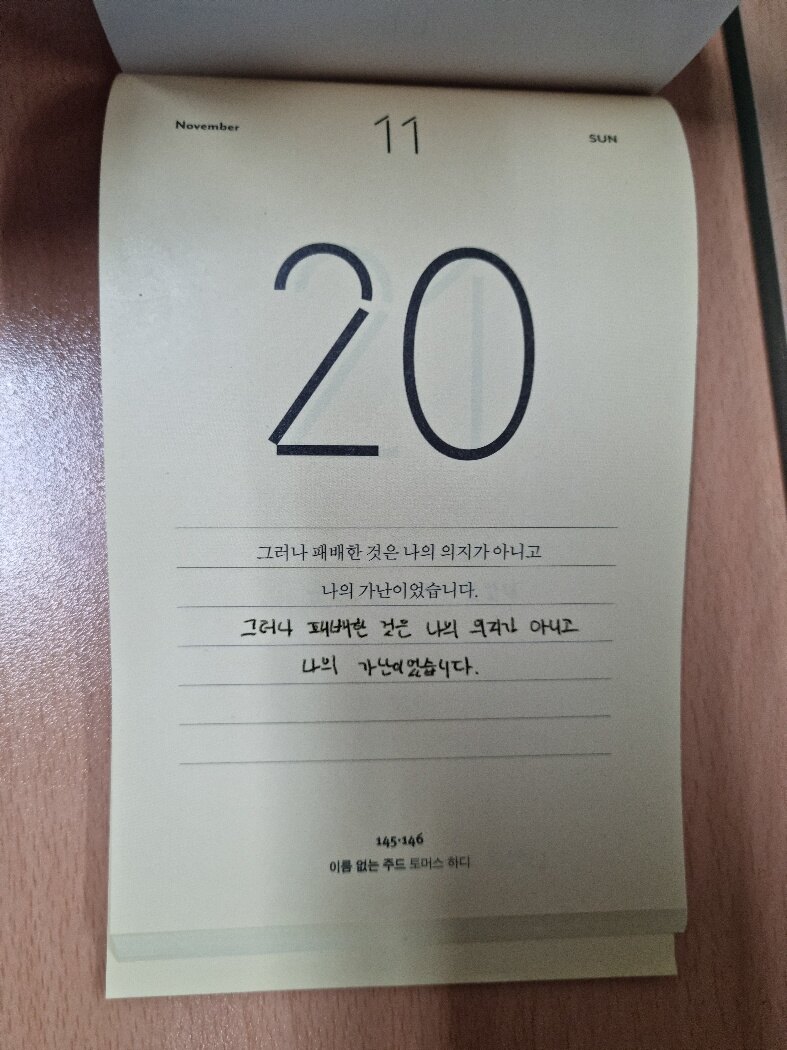 November 11 SUN
20
그러나 패배한 것은 나의 의지가 아니고
나의 가난이었습니다.
그러나 패배한 것은 나의 의지가 아니고
나의 가난이었습니다.
145·146
이름 없는 주드 토머스 하디